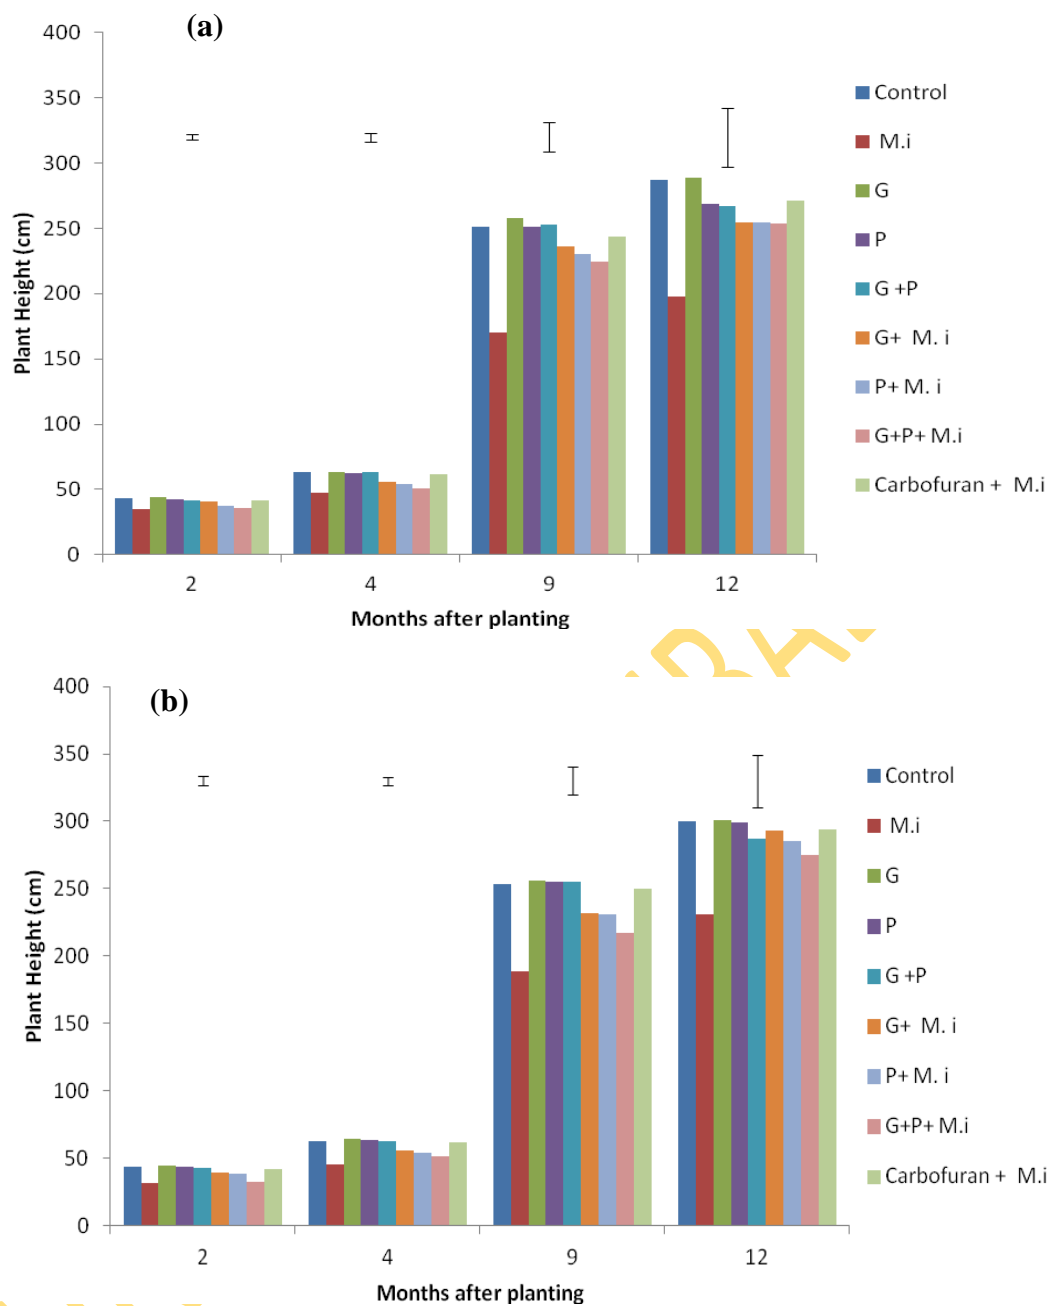 (a)
400
350
300
250
200
150
100
50
0
Plant Height (cm)
2 4 9 12
Months after planting
Control
M.i
G
P
G +P
G+ M. i
P+ M. i
G+P+ M.i
Carbofuran + M.i
(b)
400
350
300
250
200
150
100
50
0
Plant Height (cm)
2 4 9 12
Months after planting
Control
M.i
G
P
G +P
G+ M. i
P+ M. i
G+P+ M.i
Carbofuran + M.i